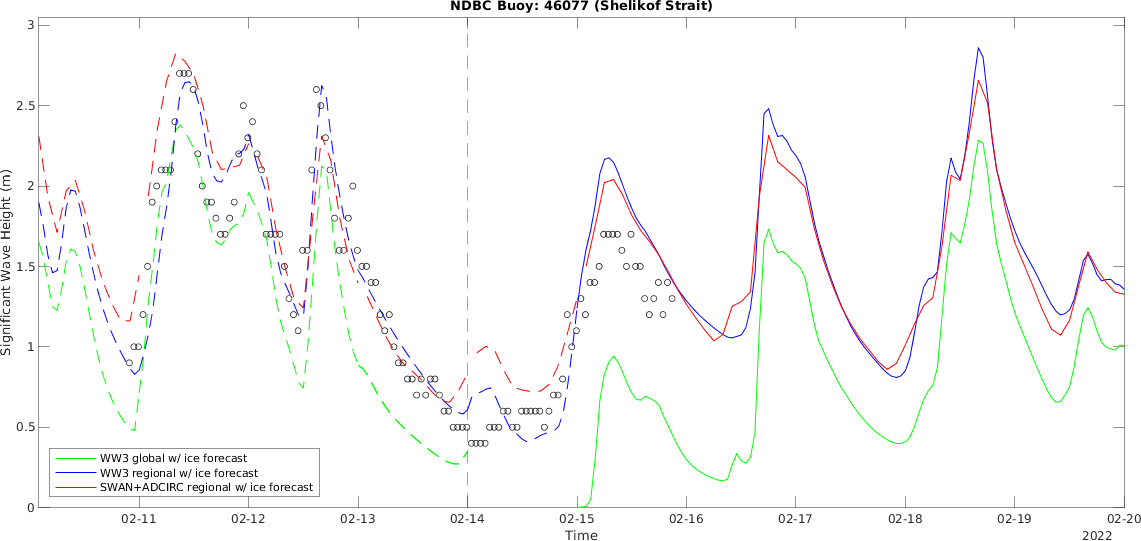 NDBC Buoy: 46077 (Shelikof Strait)
3
2.5
2
1.5
1
0.5
0
Significant Wave Height (m)
WW3 global w/ ice forecast
WW3 regional w/ ice forecast
SWAN+ADCIRC regional w/ ice forecast
02-11 02-12 02-13 02-14 02-15 02-16 02-17 02-18 02-19 02-20
Time
2022